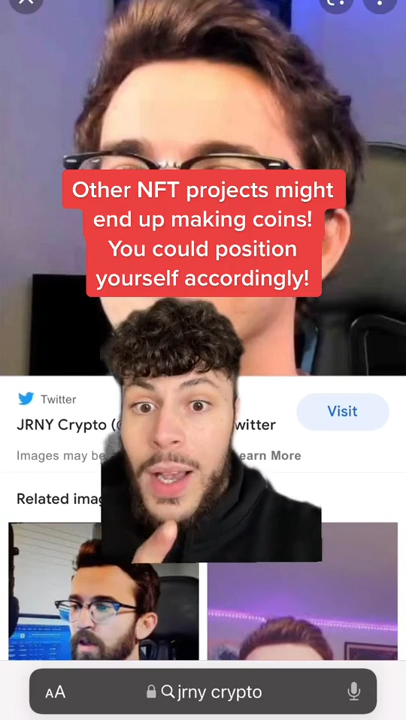 Other NFT projects might
end up making coins!
You could position
yourself accordingly!
Twitter
JRNY Crypto ( witter
Visit
Images may be earn More
Related imag
AA
jrny crypto